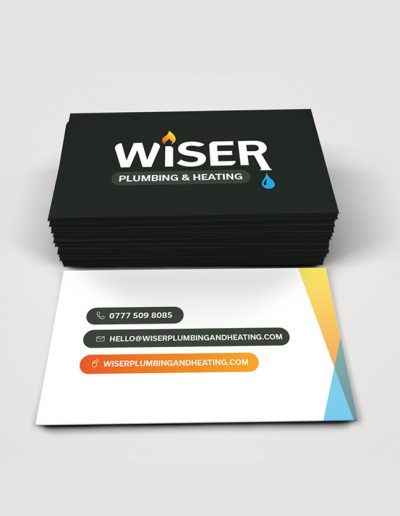 WiSER
PLUMBING & HEATING
0777 509 8085
HELLO@WISERPLUMBINGANDHEATING.COM
WISERPLUMBINGANDHEATING.COM